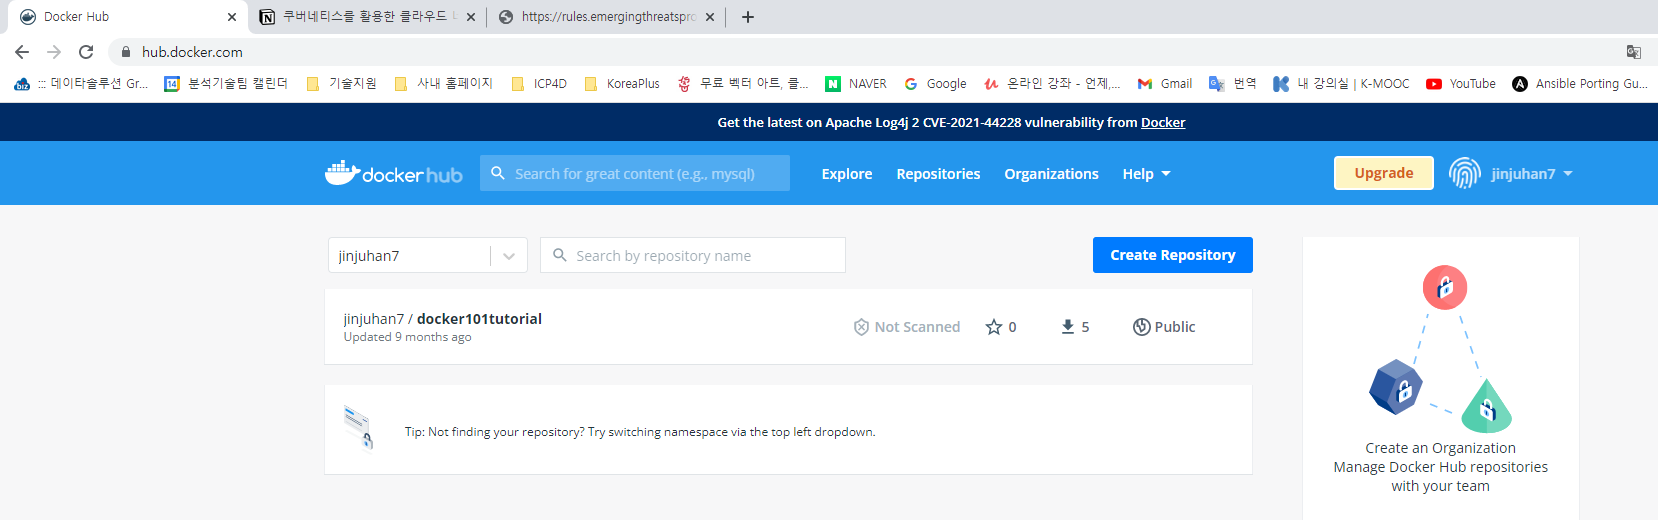 Docker Hub
쿠버네티스를 활용한 클라우드 네
https://rules.emergingthreatspro
hub.docker.com
biz ::: 데이타솔루션 Gr...
14 분석기술팀 캘린더
기술지원
사내 홈페이지
ICP4D
KoreaPlus
무료 벡터 아트, 클...
NAVER
Google
온라인 강좌 - 언제,...
Gmail
번역
내 강의실 | K-MOOC
YouTube
Ansible Porting Gu...
Get the latest on Apache Log4j 2 CVE-2021-44228 vulnerability from Docker
docker hub
Search for great content (e.g., mysql)
Explore
Repositories
Organizations
Help
Upgrade
jinjuhan7
jinjuhan7
Search by repository name
Create Repository
jinjuhan7 / docker101tutorial
Updated 9 months ago
Not Scanned
0
5
Public
Tip: Not finding your repository? Try switching namespace via the top left dropdown.
Create an Organization
Manage Docker Hub repositories
with your team